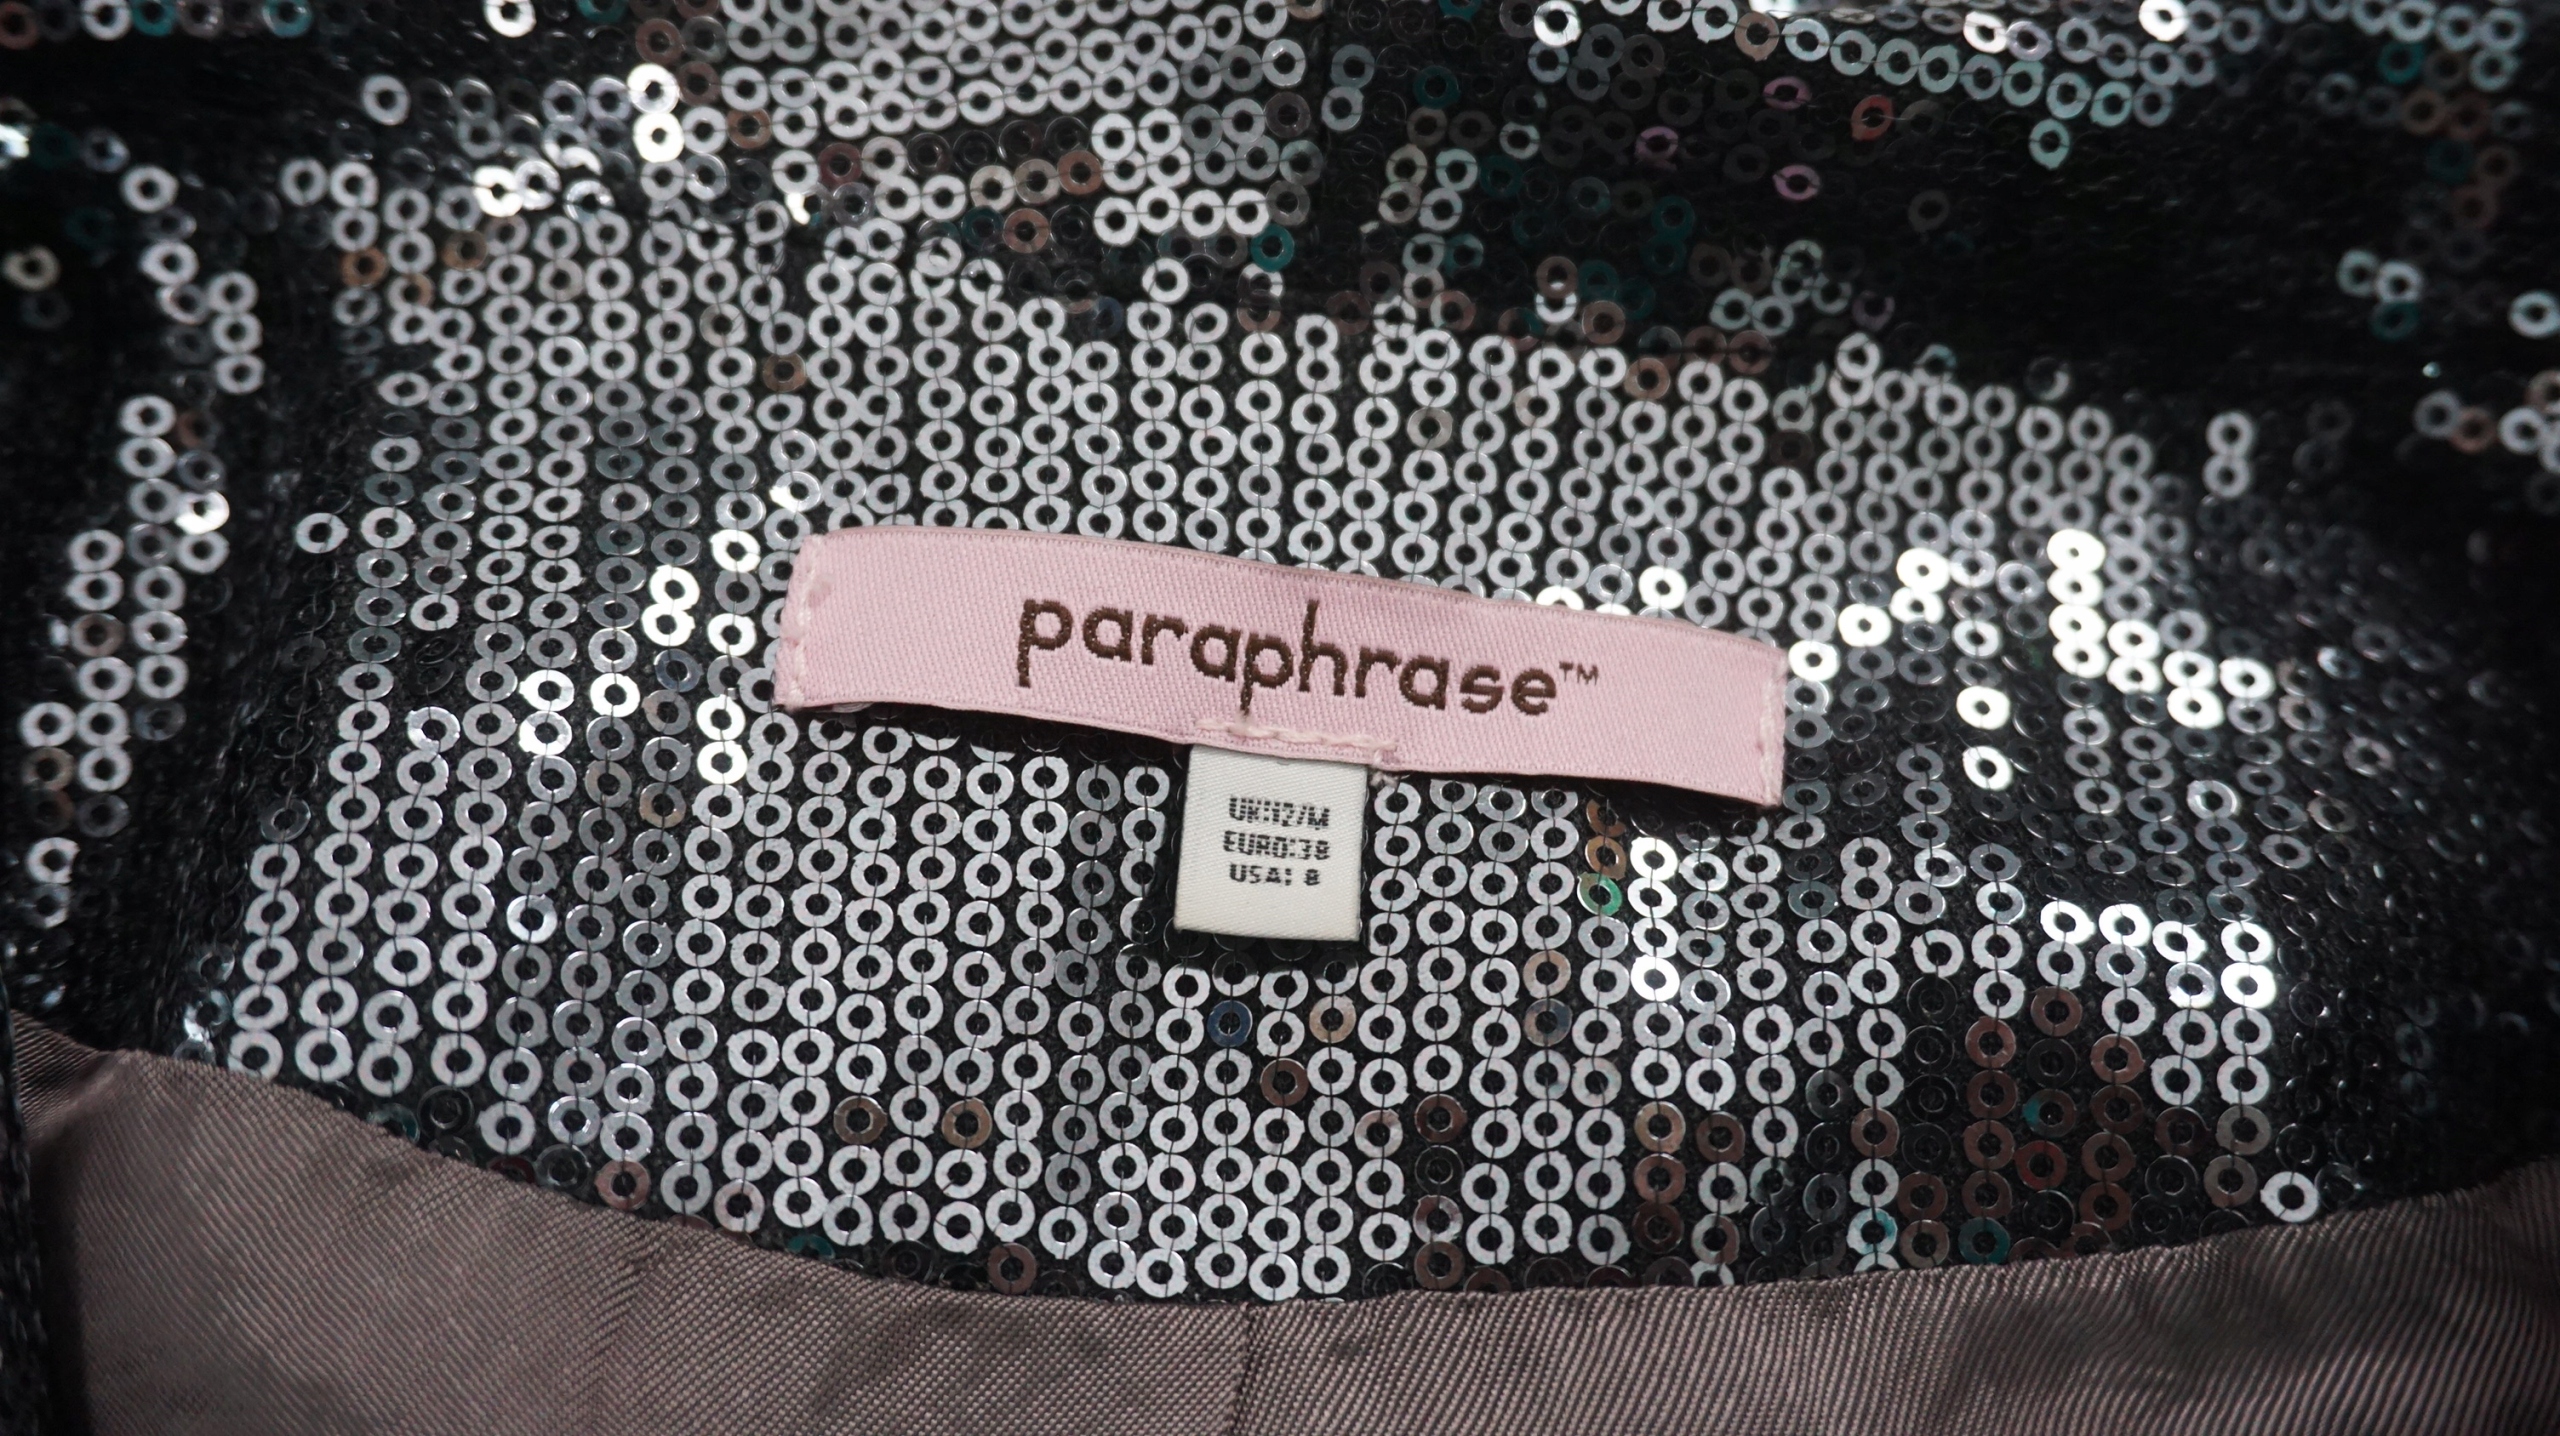 paraphrase™
UK:12/M
EURO:38
USA: 8